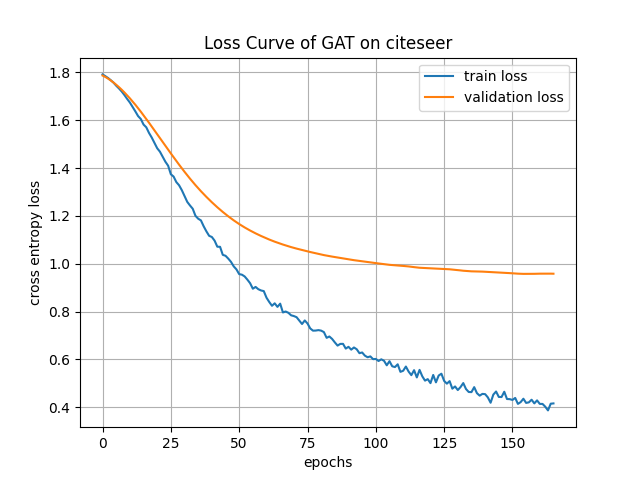 Loss Curve of GAT on citeseer
train loss
validation loss
cross entropy loss
1.8
1.6
1.4
1.2
1.0
0.8
0.6
0.4
0 25 50 75 100 125 150
epochs